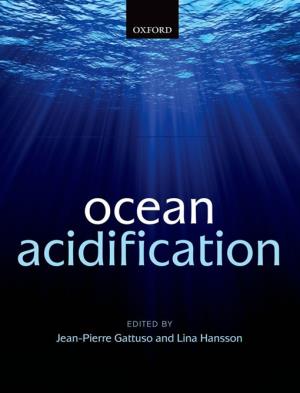 OXFORD
ocean
acidification
EDITED BY
Jean-Pierre Gattuso and Lina Hansson